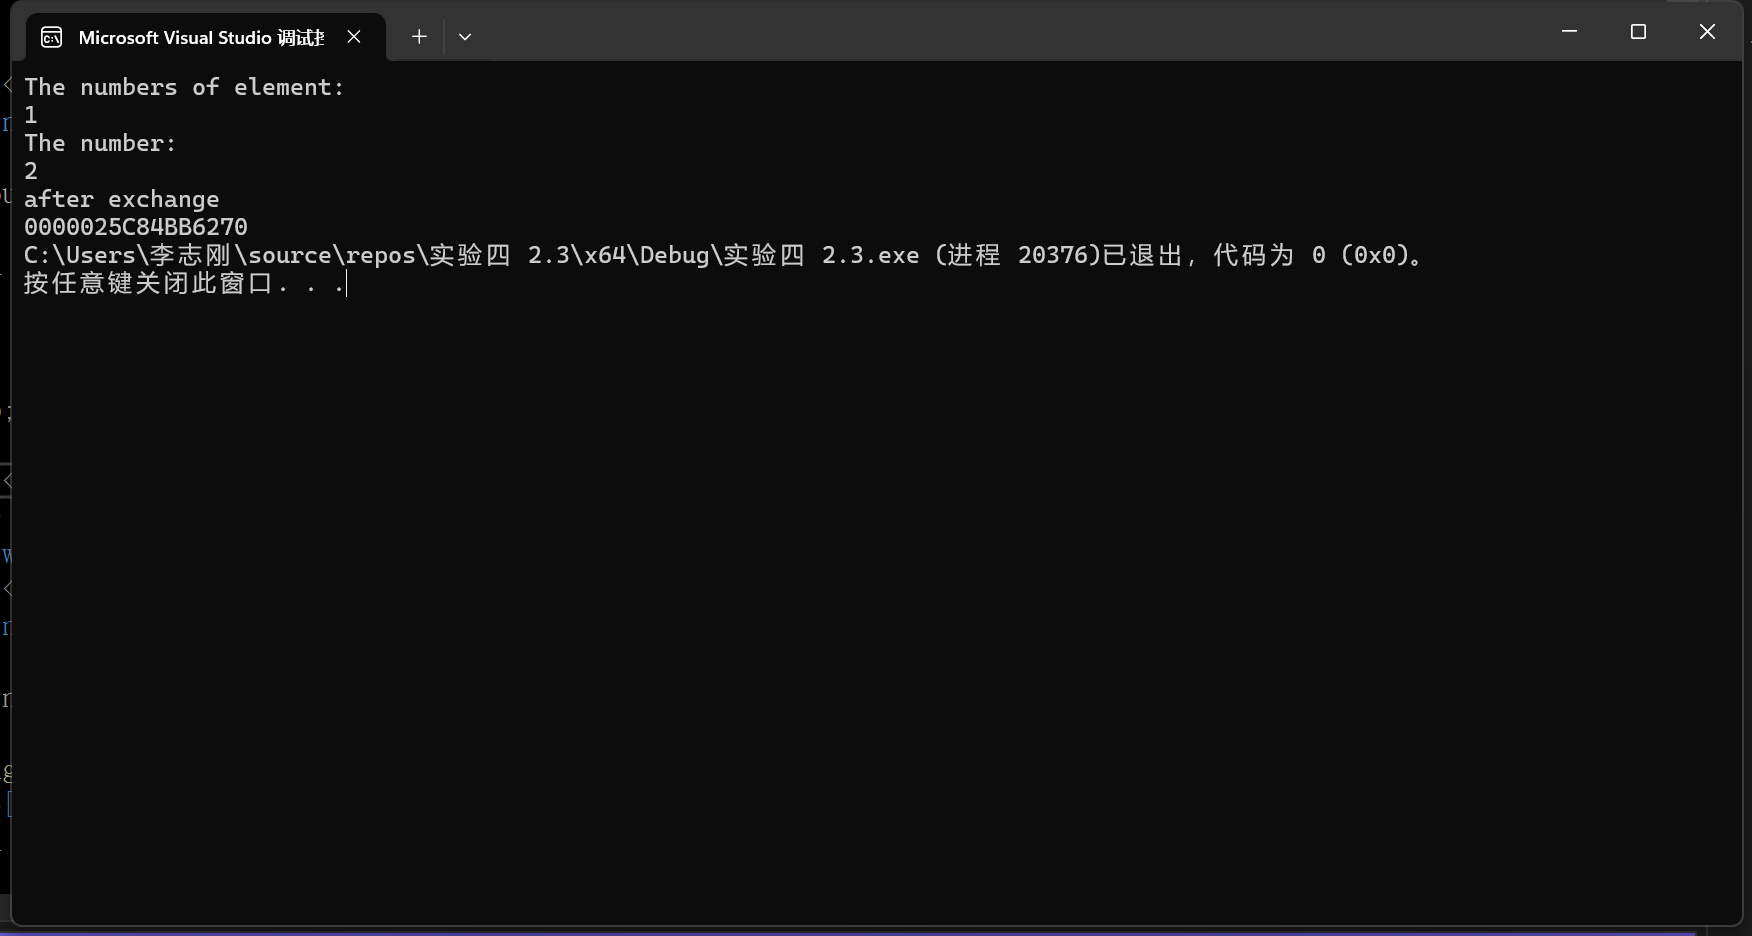 Microsoft Visual Studio 调试
The numbers of element:
1
The number:
2
after exchange
0000025C84BB6270
C:\Users\李志刚\source\repos\实验四 2.3\x64\Debug\实验四 2.3.exe (进程 20376)已退出，代码为 0 (0x0)。
按任意键关闭此窗口. . .